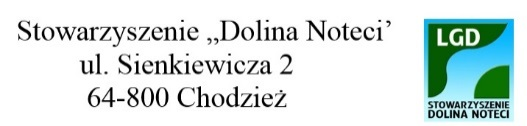 Stowarzyszenie „Dolina Noteci’
ul. Sienkiewicza 2
64-800 Chodzież
LGD
STOWARZYSZENIE
DOLINA NOTECI